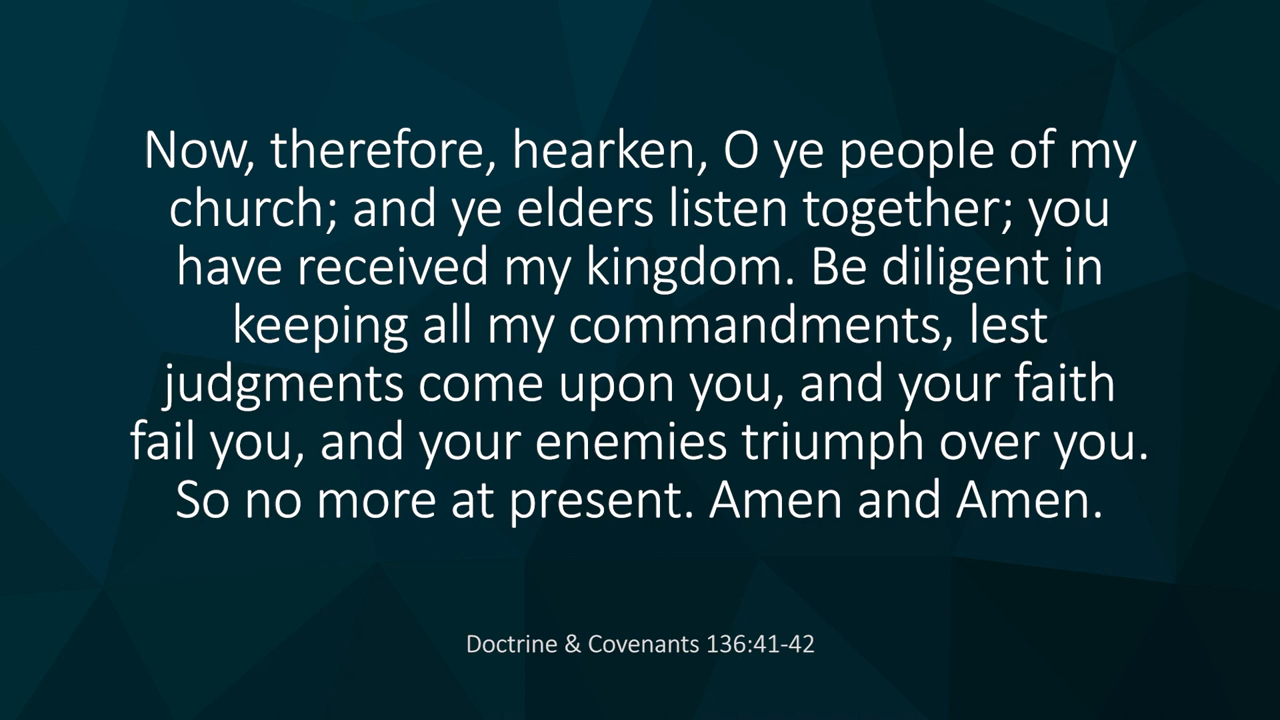 Now, therefore, hearken, O ye people of my
church; and ye elders listen together; you
have received my kingdom. Be diligent in
keeping all my commandments, lest
judgments come upon you, and your faith
fail you, and your enemies triumph over you.
So no more at present. Amen and Amen.
Doctrine & Covenants 136:41-42